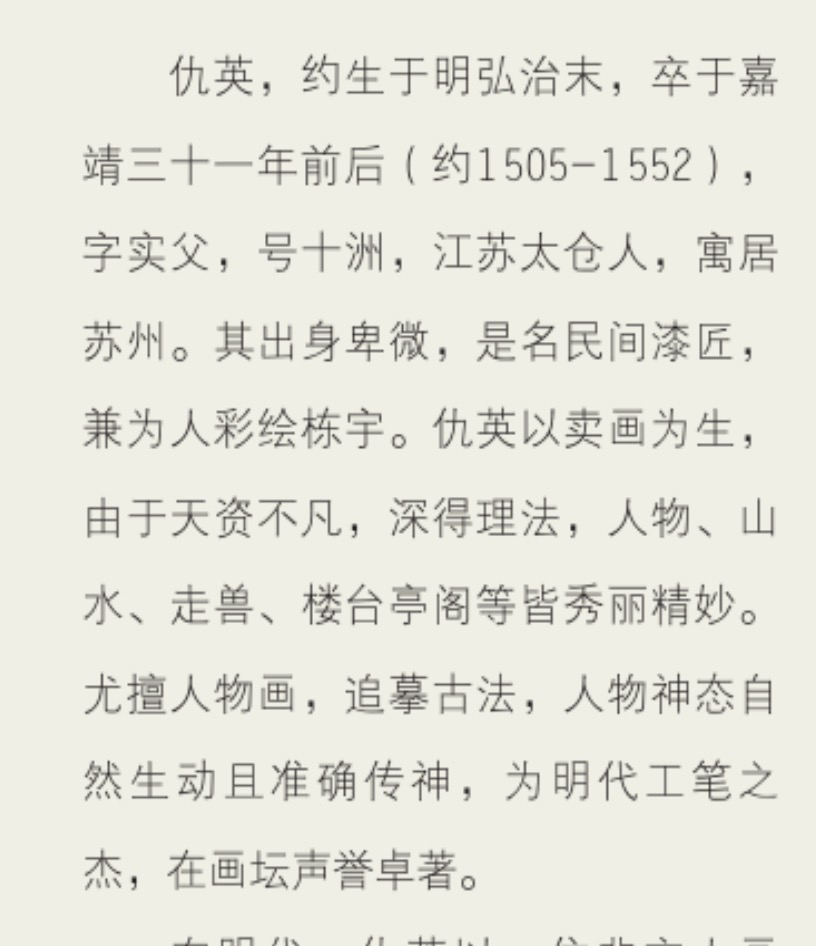 仇英，约生于明弘治末，卒于嘉
靖三十一年前后（约1505-1552），
字实父，号十洲，江苏太仓人，寓居
苏州。其出身卑微，是名民间漆匠，
兼为人彩绘栋宇。仇英以卖画为生，
由于天资不凡，深得理法，人物、山
水、走兽、楼台亭阁等皆秀丽精妙。
尤擅人物画，追摹古法，人物神态自
然生动且准确传神，为明代工笔之
杰，在画坛声誉卓著。